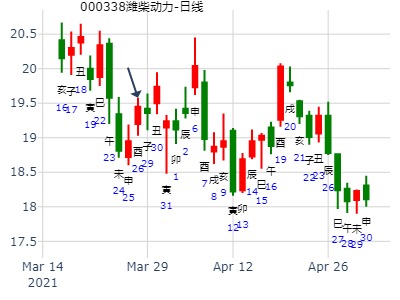 000338潍柴动力-日线
20.5
20
19.5
19
18.5
18
17.5
亥
16
子
17
丑
18
寅
19
巳
22
午
23
未
24
申
25
酉
26
子
29
丑
30
寅
31
卯
1
辰
2
申
6
酉
7
戌
8
亥
9
寅
12
卯
13
辰
14
巳
15
午
16
酉
19
戌
20
亥
21
子
22
丑
23
辰
26
巳
27
午
28
未
29
申
30
Mar 14
2021
Mar 29
Apr 12
Apr 26